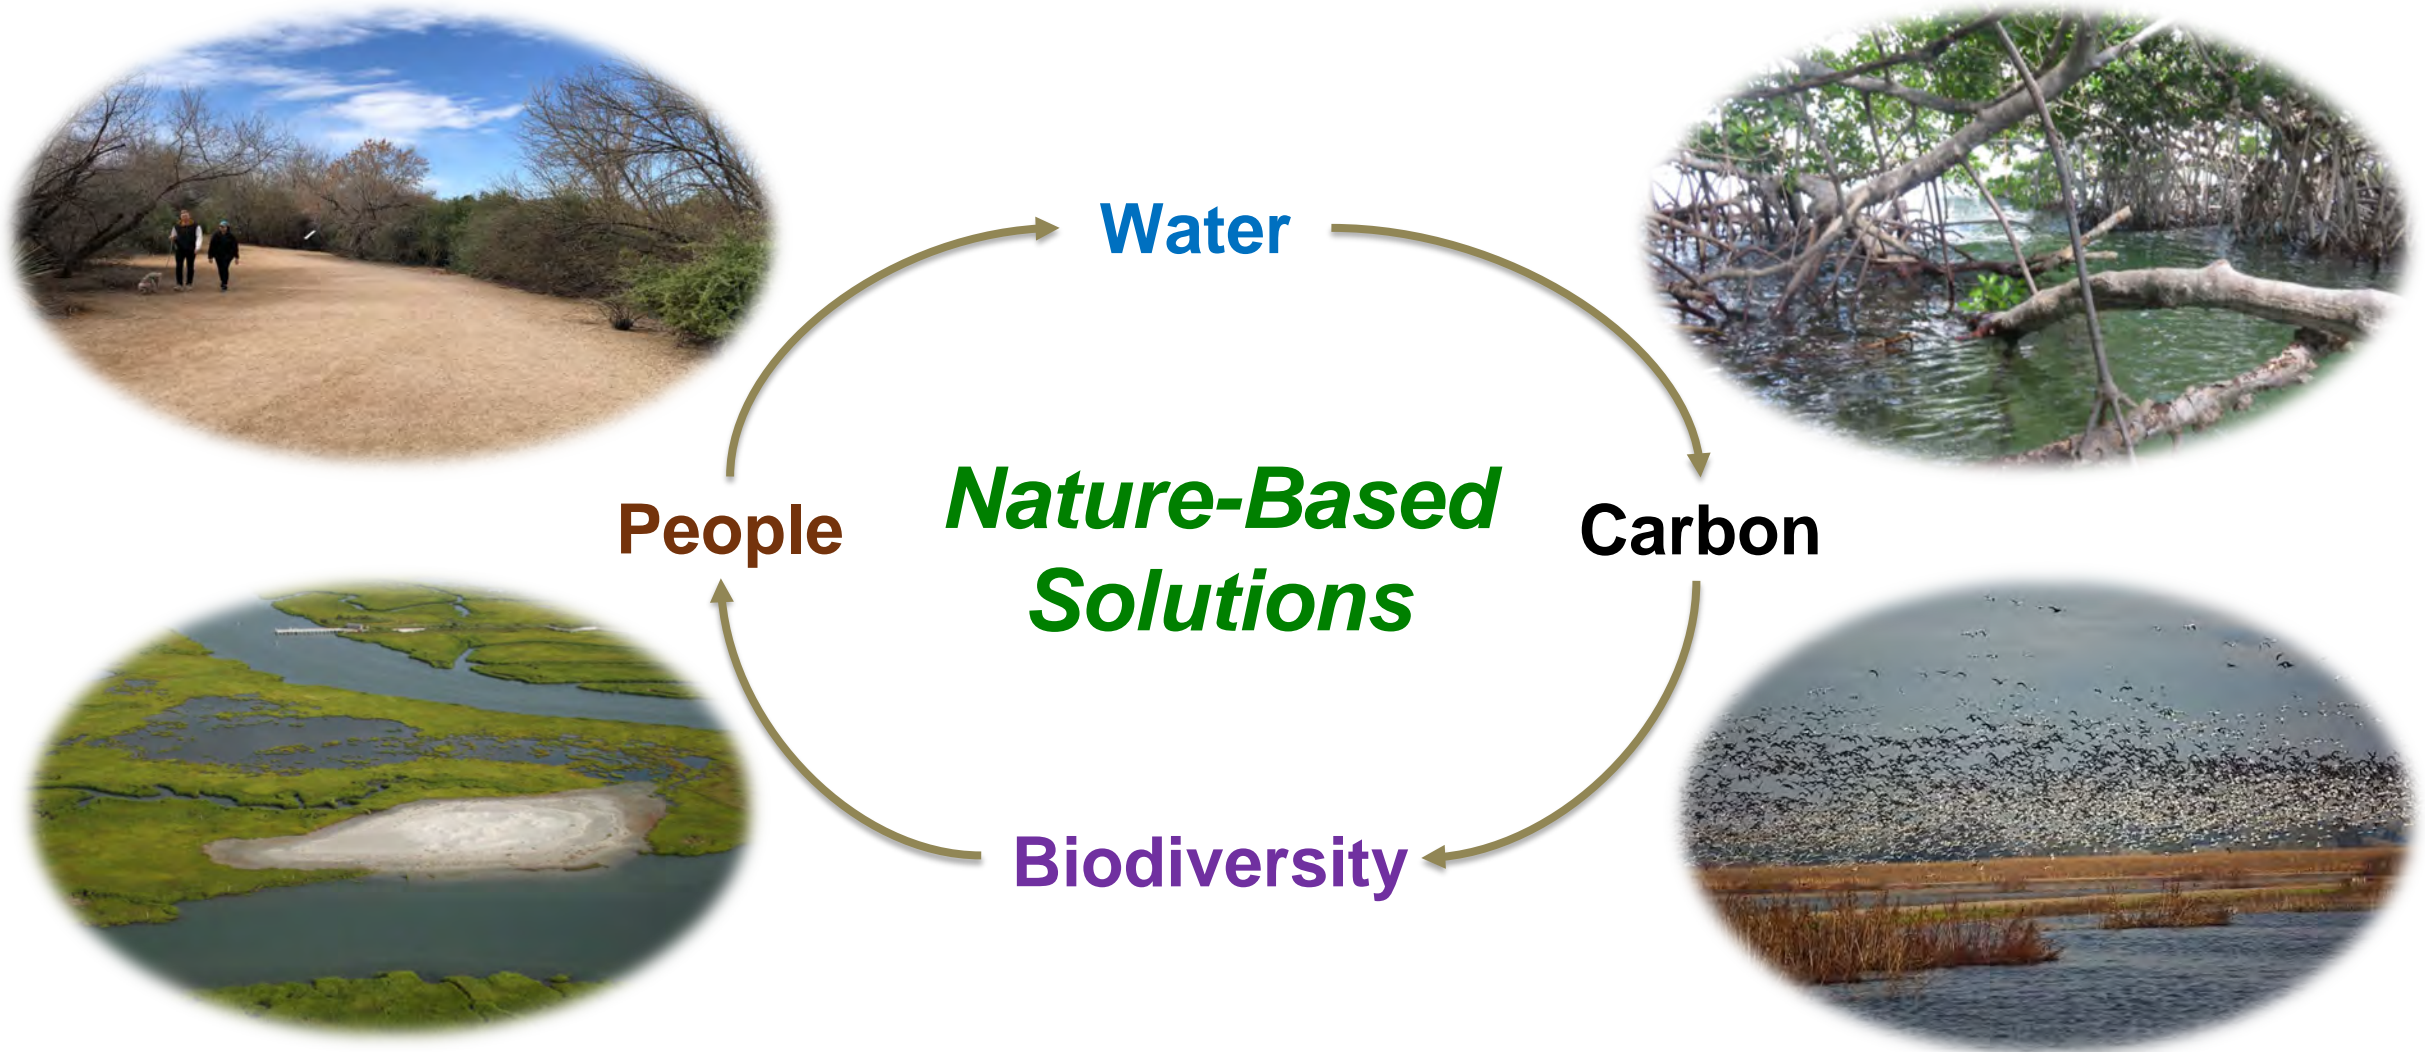 Water
Nature-Based
People
Carbon
Solutions
Biodiversity